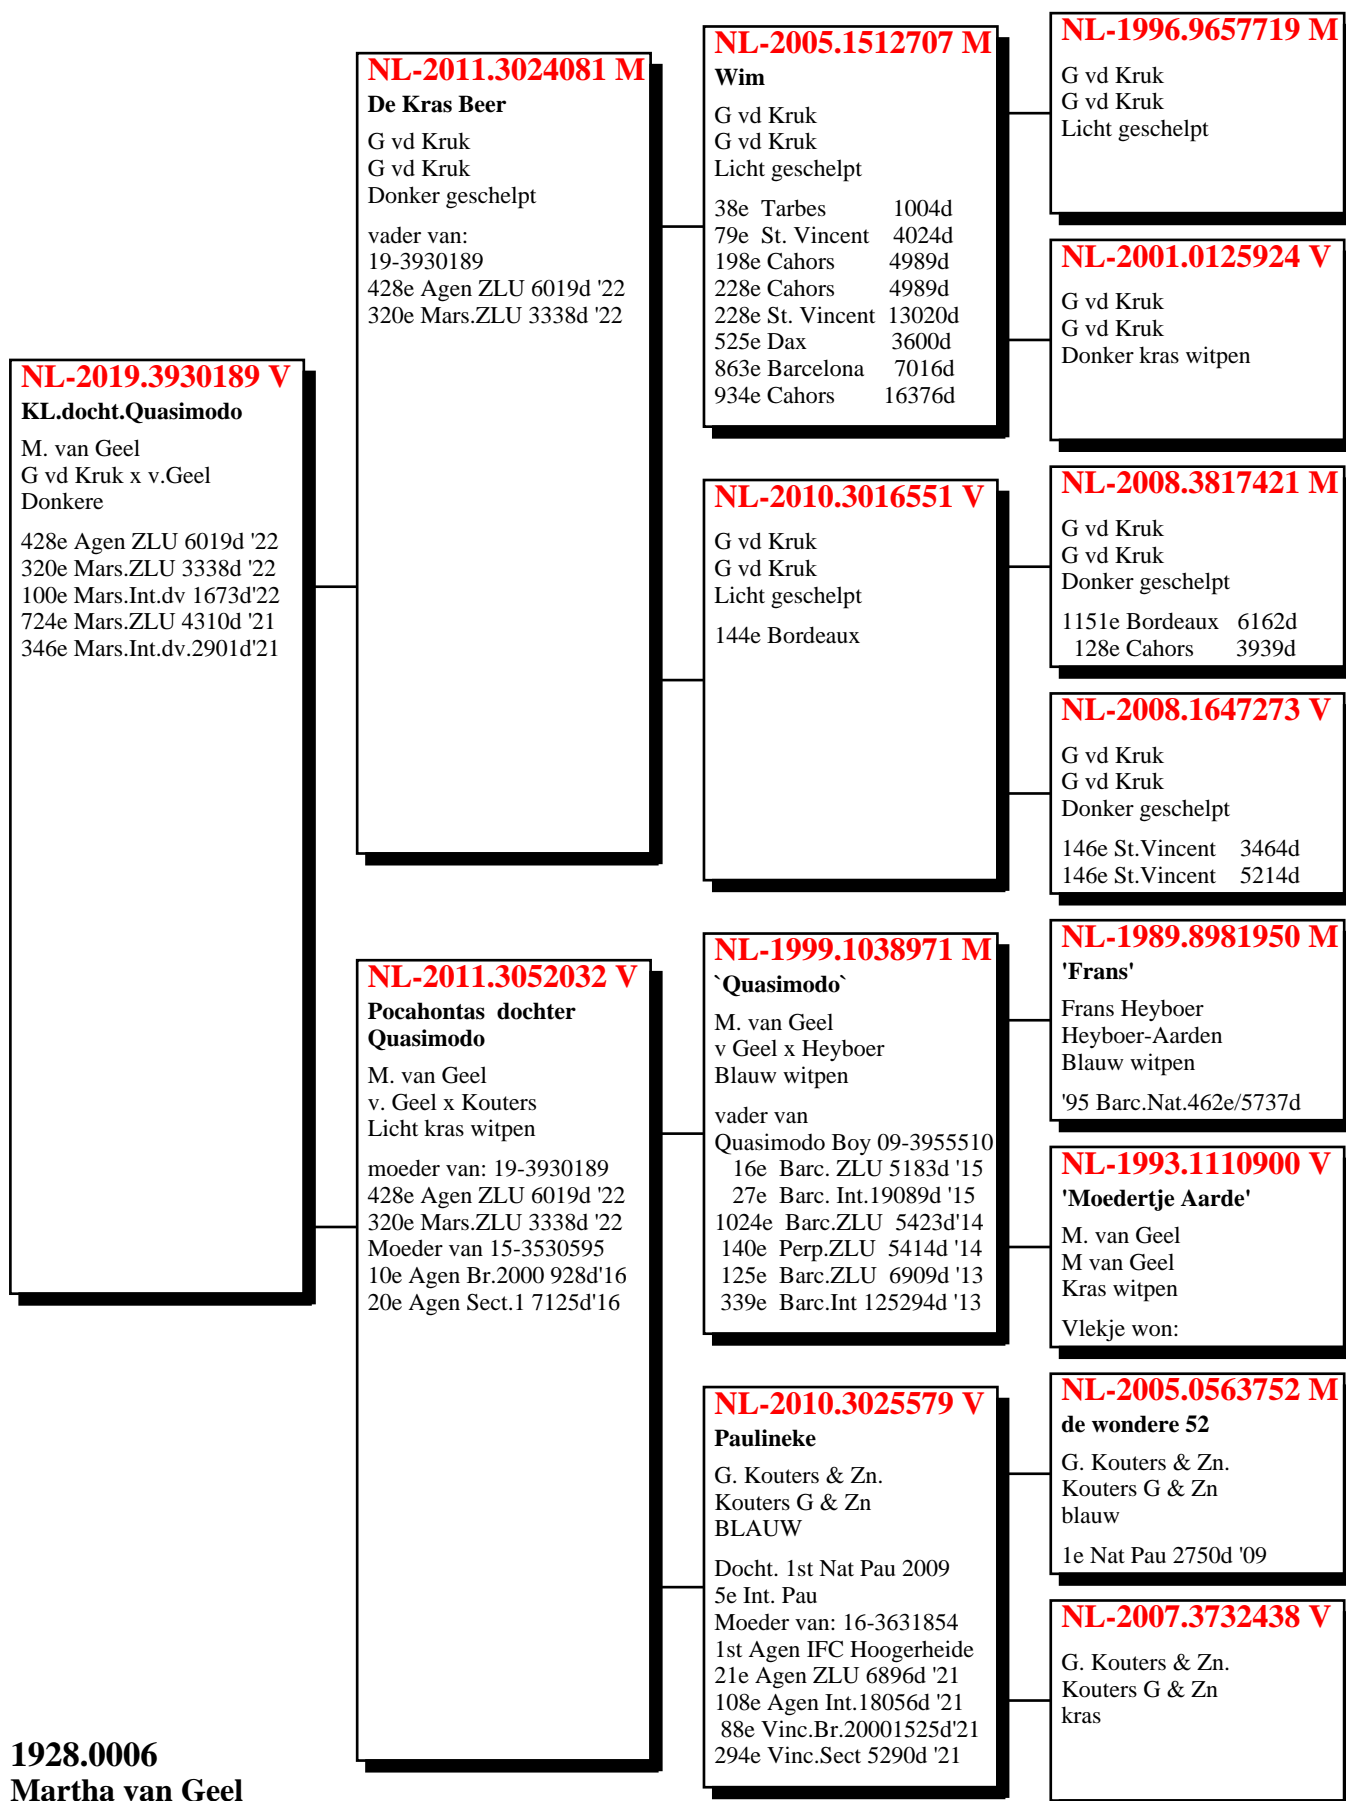 NL-2019.3930189 V
KL.docht.Quasimodo
M. van Geel
G vd Kruk x v.Geel
Donkere
428e Agen ZLU 6019d '22
320e Mars.ZLU 3338d '22
100e Mars.Int.dv 1673d'22
724e Mars.ZLU 4310d '21
346e Mars.Int.dv.2901d'21
NL-2011.3024081 M
De Kras Beer
G vd Kruk
G vd Kruk
Donker geschelpt
vader van:
19-3930189
428e Agen ZLU 6019d '22
320e Mars.ZLU 3338d '22
NL-2011.3052032 V
Pocahontas  dochter
Quasimodo
M. van Geel
v. Geel x Kouters
Licht kras witpen
moeder van: 19-3930189
428e Agen ZLU 6019d '22
320e Mars.ZLU 3338d '22
Moeder van 15-3530595
10e Agen Br.2000 928d'16
20e Agen Sect.1 7125d'16
NL-2005.1512707 M
Wim
G vd Kruk
G vd Kruk
Licht geschelpt
38e  Tarbes 1004d
79e  St. Vincent 4024d
198e Cahors 4989d
228e Cahors 4989d
228e St. Vincent 13020d
525e Dax 3600d
863e Barcelona 7016d
934e Cahors 16376d
NL-2010.3016551 V
G vd Kruk
G vd Kruk
Licht geschelpt
144e Bordeaux
NL-1999.1038971 M
`Quasimodo`
M. van Geel
v Geel x Heyboer
Blauw witpen
vader van
Quasimodo Boy 09-3955510
16e  Barc. ZLU 5183d '15
27e  Barc. Int.19089d '15
1024e  Barc.ZLU  5423d'14
140e  Perp.ZLU  5414d '14
125e  Barc.ZLU  6909d '13
339e  Barc.Int 125294d '13
NL-2010.3025579 V
Paulineke
G. Kouters & Zn.
Kouters G & Zn
BLAUW
Docht. 1st Nat Pau 2009
5e Int. Pau
Moeder van: 16-3631854
1st Agen IFC Hoogerheide
21e Agen ZLU 6896d '21
108e Agen Int.18056d '21
88e Vinc.Br.20001525d'21
294e Vinc.Sect 5290d '21
NL-1996.9657719 M
G vd Kruk
G vd Kruk
Licht geschelpt
NL-2001.0125924 V
G vd Kruk
G vd Kruk
Donker kras witpen
NL-2008.3817421 M
G vd Kruk
G vd Kruk
Donker geschelpt
1151e Bordeaux 6162d
128e Cahors 3939d
NL-2008.1647273 V
G vd Kruk
G vd Kruk
Donker geschelpt
146e St.Vincent 3464d
146e St.Vincent 5214d
NL-1989.8981950 M
'Frans'
Frans Heyboer
Heyboer-Aarden
Blauw witpen
'95 Barc.Nat.462e/5737d
NL-1993.1110900 V
'Moedertje Aarde'
M. van Geel
M van Geel
Kras witpen
Vlekje won:
NL-2005.0563752 M
de wondere 52
G. Kouters & Zn.
Kouters G & Zn
blauw
1e Nat Pau 2750d '09
NL-2007.3732438 V
G. Kouters & Zn.
Kouters G & Zn
kras
1928.0006
Martha van Geel